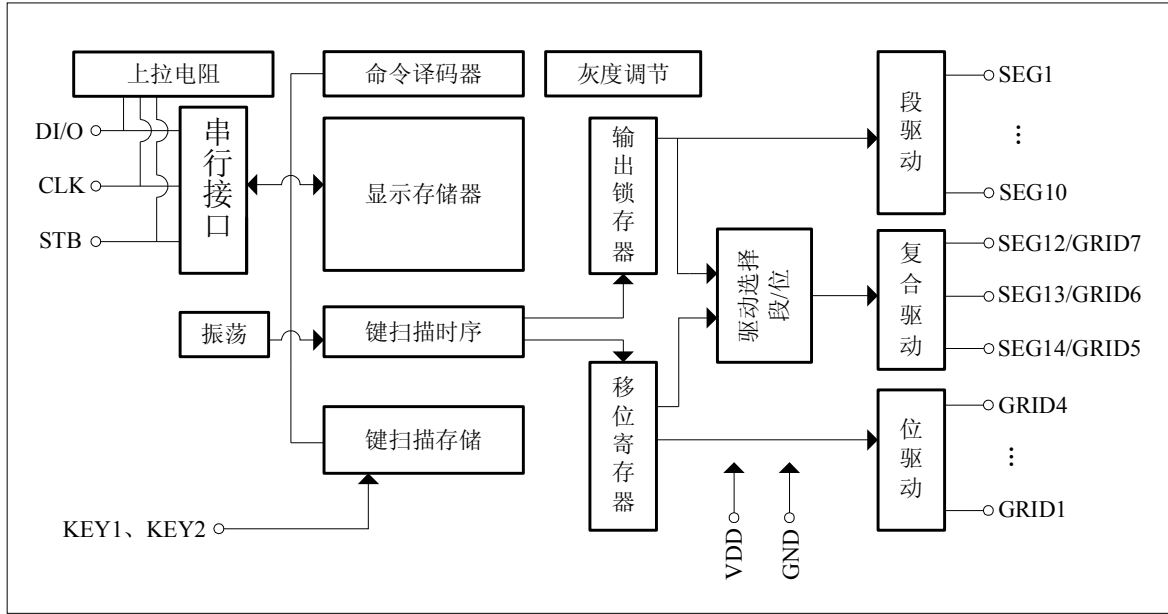 上拉电阻
命令译码器
灰度调节
DI/O
CLK
STB
串行接口
显示存储器
输出锁存器
段驱动
SEG1
⋮
SEG10
振荡
键扫描时序
驱动选择
段/位
复合驱动
SEG12/GRID7
SEG13/GRID6
SEG14/GRID5
键扫描存储
移位寄存器
位驱动
GRID4
⋮
GRID1
KEY1、KEY2
VDD
GND